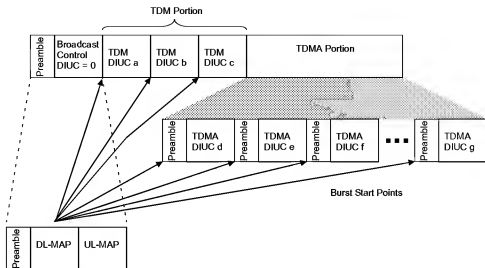 TDM Portion
Preamble
Broadcast
Control
DIUC = 0
TDM
DIUC a
TDM
DIUC b
TDM
DIUC c
TDMA Portion
Preamble
TDMA
DIUC d
Preamble
TDMA
DIUC e
Preamble
TDMA
DIUC f
Preamble
TDMA
DIUC g
Burst Start Points
Preamble
DL-MAP
UL-MAP